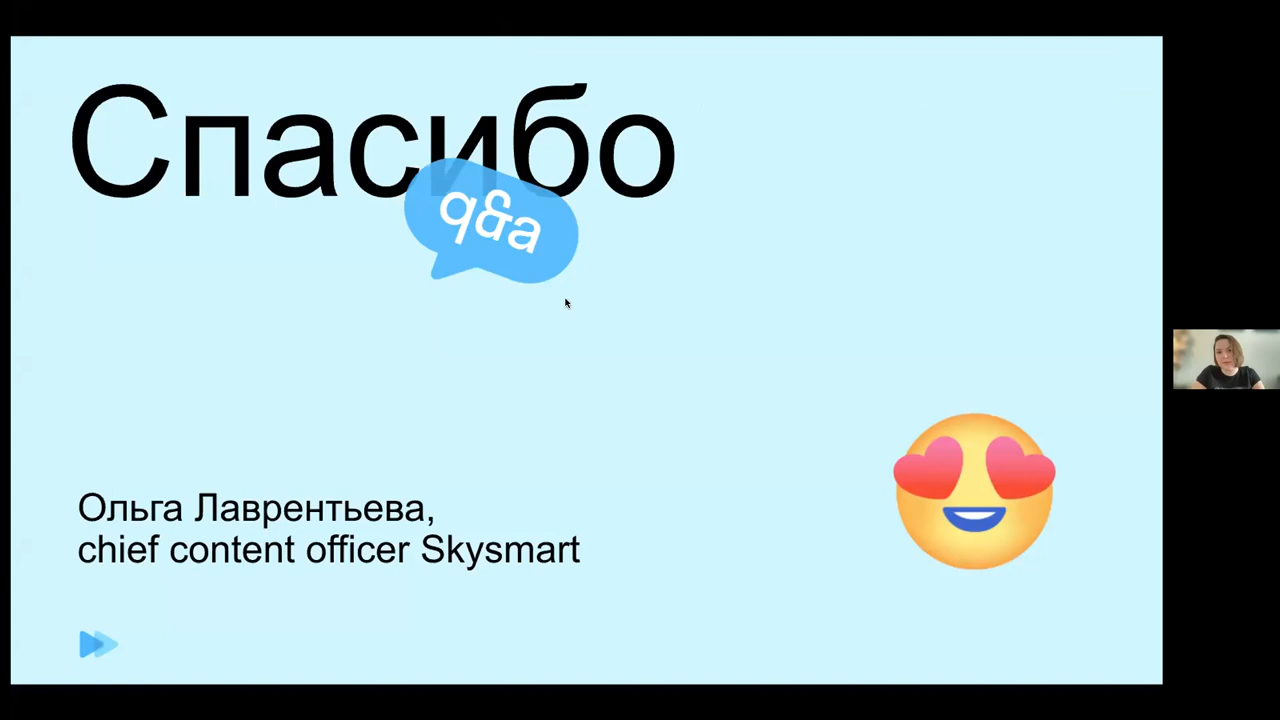 Спасибо
q&a
Ольга Лаврентьева,
chief content officer Skysmart